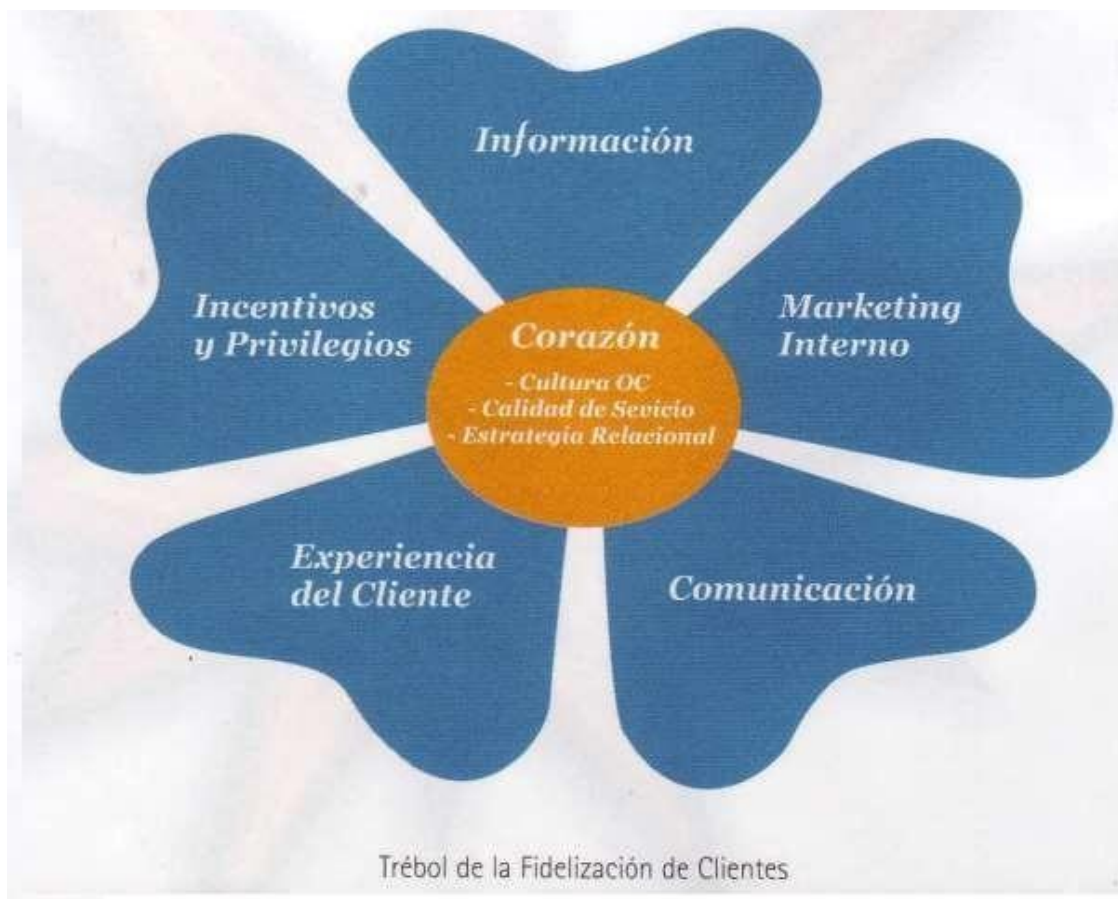 Información
Incentivos
y Privilegios
Marketing
Interno
Corazón
- Cultura OC
- Calidad de Sevicio
- Estrategia Relacional
Experiencia
del Cliente
Comunicación
Trébol de la Fidelización de Clientes